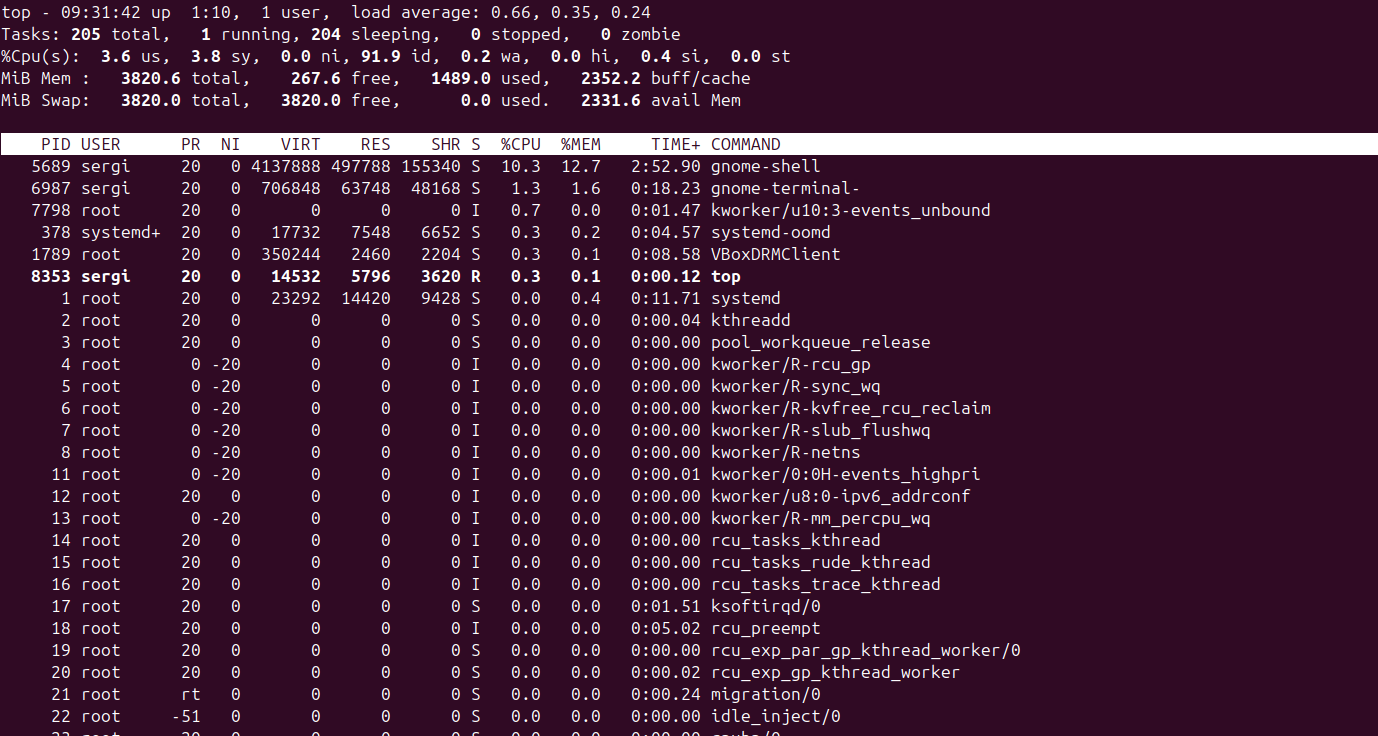 top - 09:31:42 up  1:10,  1 user,  load average: 0.66, 0.35, 0.24
Tasks: 205 total,   1 running, 204 sleeping,   0 stopped,   0 zombie
%Cpu(s):  3.6 us,  3.8 sy,  0.0 ni, 91.9 id,  0.2 wa,  0.0 hi,  0.4 si,  0.0 st
MiB Mem :   3820.6 total,    267.6 free,   1489.0 used,   2352.2 buff/cache
MiB Swap:   3820.0 total,   3820.0 free,      0.0 used.   2331.6 avail Mem
    PID USER      PR  NI    VIRT    RES    SHR S  %CPU  %MEM     TIME+ COMMAND
   5689 sergi     20   0 4137888 497788 155340 S  10.3  12.7   2:52.90 gnome-shell
   6987 sergi     20   0  706848  63748  48168 S   1.3   1.6   0:18.23 gnome-terminal-
   7798 root      20   0       0      0      0 I   0.7   0.0   0:01.47 kworker/u10:3-events_unbound
    378 systemd+  20   0   17732   7548   6652 S   0.3   0.2   0:04.57 systemd-oomd
   1789 root      20   0  350244   2460   2204 S   0.3   0.1   0:08.58 VBoxDRMClient
   8353 sergi     20   0   14532   5796   3620 R   0.3   0.1   0:00.12 top
      1 root      20   0   23292  14420   9428 S   0.0   0.4   0:11.71 systemd
      2 root      20   0       0      0      0 S   0.0   0.0   0:00.04 kthreadd
      3 root      20   0       0      0      0 S   0.0   0.0   0:00.00 pool_workqueue_release
      4 root       0 -20       0      0      0 I   0.0   0.0   0:00.00 kworker/R-rcu_gp
      5 root       0 -20       0      0      0 I   0.0   0.0   0:00.00 kworker/R-sync_wq
      6 root       0 -20       0      0      0 I   0.0   0.0   0:00.00 kworker/R-kvfree_rcu_reclaim
      7 root       0 -20       0      0      0 I   0.0   0.0   0:00.00 kworker/R-slub_flushwq
      8 root       0 -20       0      0      0 I   0.0   0.0   0:00.00 kworker/R-netns
     11 root       0 -20       0      0      0 I   0.0   0.0   0:00.01 kworker/0:0H-events_highpri
     12 root      20   0       0      0      0 I   0.0   0.0   0:00.00 kworker/u8:0-ipv6_addrconf
     13 root       0 -20       0      0      0 I   0.0   0.0   0:00.00 kworker/R-mm_percpu_wq
     14 root      20   0       0      0      0 I   0.0   0.0   0:00.00 rcu_tasks_kthread
     15 root      20   0       0      0      0 I   0.0   0.0   0:00.00 rcu_tasks_rude_kthread
     16 root      20   0       0      0      0 I   0.0   0.0   0:00.00 rcu_tasks_trace_kthread
     17 root      20   0       0      0      0 S   0.0   0.0   0:01.51 ksoftirqd/0
     18 root      20   0       0      0      0 I   0.0   0.0   0:05.02 rcu_preempt
     19 root      20   0       0      0      0 S   0.0   0.0   0:00.00 rcu_exp_par_gp_kthread_worker/0
     20 root      20   0       0      0      0 S   0.0   0.0   0:00.02 rcu_exp_gp_kthread_worker
     21 root      rt   0       0      0      0 S   0.0   0.0   0:00.24 migration/0
     22 root     -51   0       0      0      0 S   0.0   0.0   0:00.00 idle_inject/0